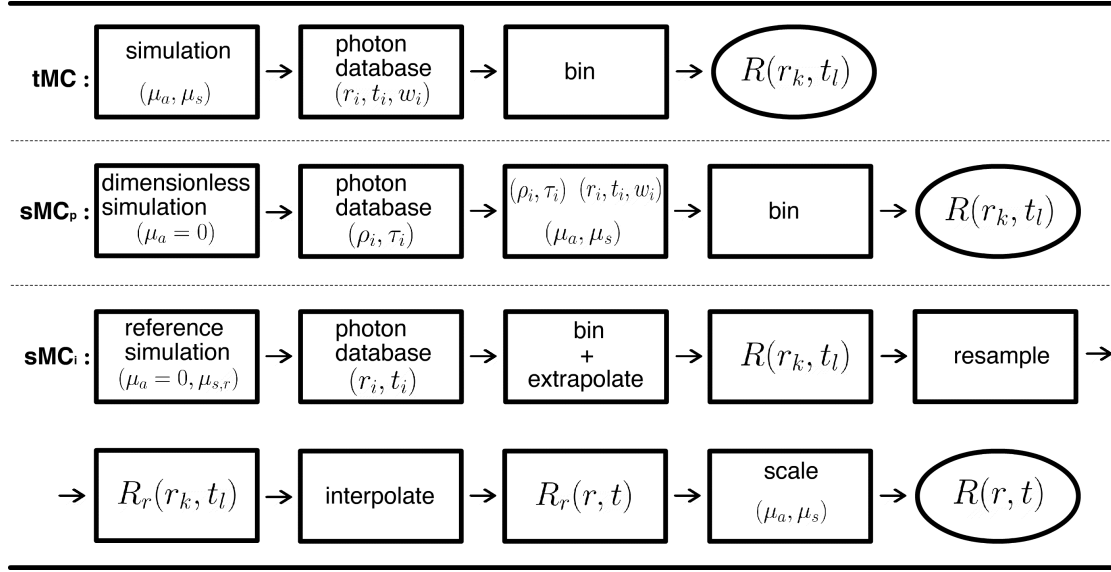 tMC :
simulation
(μₐ, μₛ)
photon
database
(rᵢ, tᵢ, wᵢ)
bin
R(rₖ, tₗ)
sMCₚ :
dimensionless
simulation
(μₐ = 0)
photon
database
(ρᵢ, τᵢ)
(ρᵢ, τᵢ) (rᵢ, tᵢ, wᵢ)
(μₐ, μₛ)
bin
R(rₖ, tₗ)
sMCᵢ :
reference
simulation
(μₐ = 0, μₛ,ᵣ)
photon
database
(rᵢ, tᵢ)
bin
+
extrapolate
R(rₖ, tₗ)
resample
Rᵣ(rₖ, tₗ)
interpolate
Rᵣ(r, t)
scale
(μₐ, μₛ)
R(r, t)